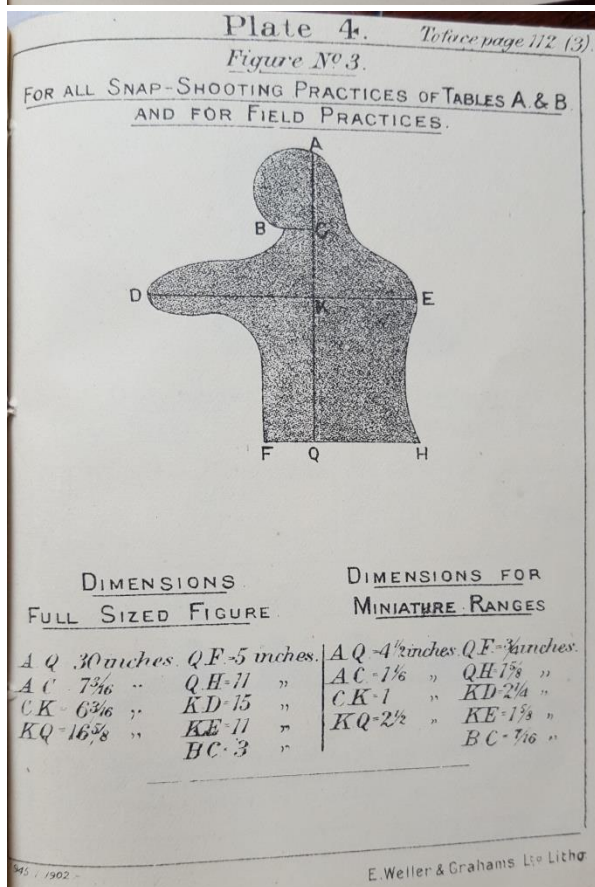 Plate 4.
To face page 112 (3).
Figure Nº 3.
FOR ALL SNAP-SHOOTING PRACTICES OF TABLES A. & B
AND FOR FIELD PRACTICES.
A
B
C
D
K
E
F
Q
H
DIMENSIONS
FULL SIZED FIGURE
A Q 30 inches. Q F = 5 inches.
A C 7 3/16 " Q H = 11 "
C K = 6 3/16 " K D = 15 "
K Q = 16 5/8 " K E = 11 "
B C = 3 "
DIMENSIONS FOR
MINIATURE RANGES
A Q = 4 1/2 inches. Q F = 3/4 inches.
A C = 1 1/16 " Q H = 1 5/8 "
C K = 1 " K D = 2 1/4 "
K Q = 2 1/2 " K E = 1 5/8 "
B C = 7/16 "
1902
E. Weller & Grahams Ltd Litho